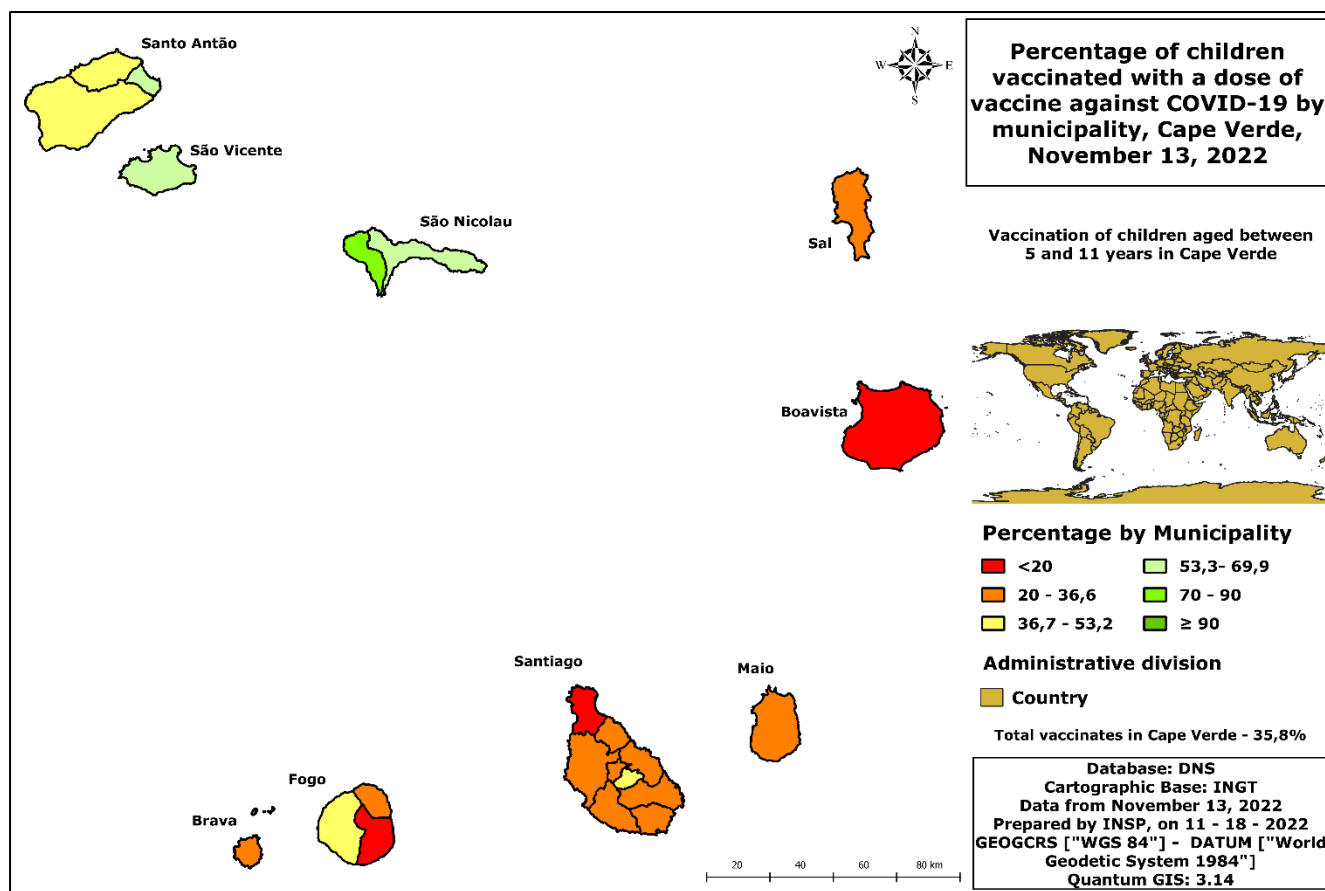 Santo Antão
São Vicente
São Nicolau
Sal
Boavista
Santiago
Maio
Fogo
Brava
N
W
E
S
Percentage of children
vaccinated with a dose of
vaccine against COVID-19 by
municipality, Cape Verde,
November 13, 2022
Vaccination of children aged between
5 and 11 years in Cape Verde
Percentage by Municipality
<20
20 - 36,6
36,7 - 53,2
53,3- 69,9
70 - 90
≥ 90
Administrative division
Country
Total vaccinates in Cape Verde - 35,8%
Database: DNS
Cartographic Base: INGT
Data from November 13, 2022
Prepared by INSP, on 11 - 18 - 2022
GEOGCRS ["WGS 84"] - DATUM ["World
Geodetic System 1984"]
Quantum GIS: 3.14
20 40 60 80 km